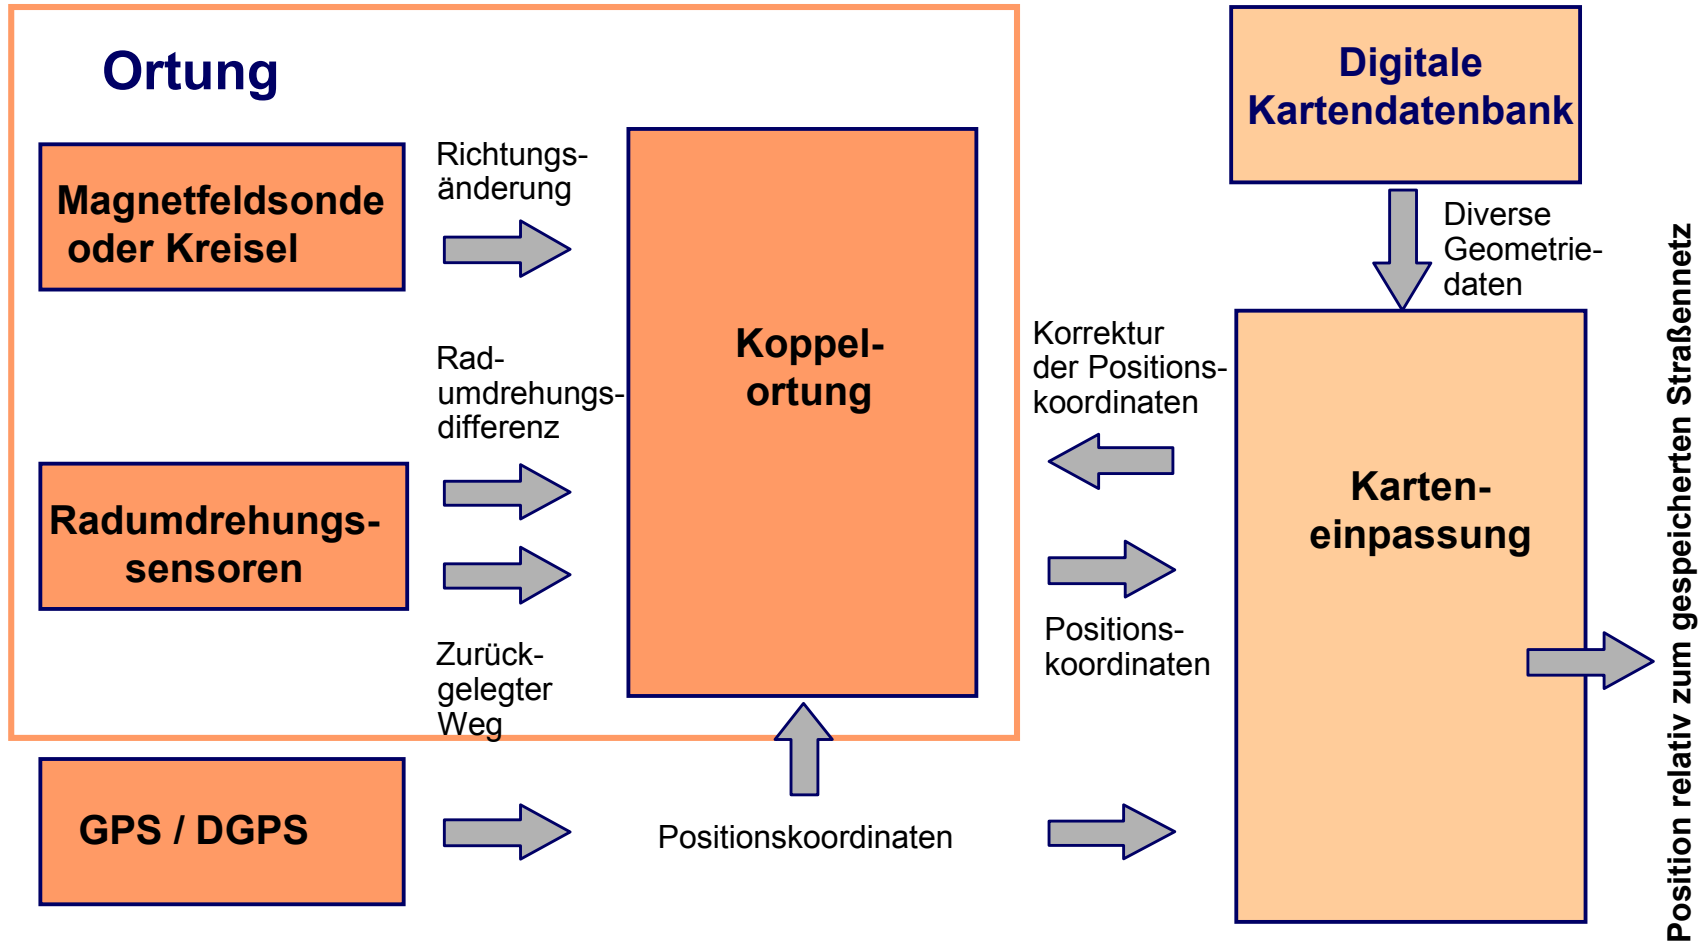 Ortung
Magnetfeldsonde
oder Kreisel
Richtungs-
änderung
Rad-
umdrehungs-
differenz
Radumdrehungs-
sensoren
Zurück-
gelegter
Weg
Koppel-
ortung
GPS / DGPS
Positionskoordinaten
Korrektur
der Positions-
koordinaten
Positions-
koordinaten
Digitale
Kartendatenbank
Diverse
Geometrie-
daten
Karten-
einpassung
Position relativ zum gespeicherten Straßennetz